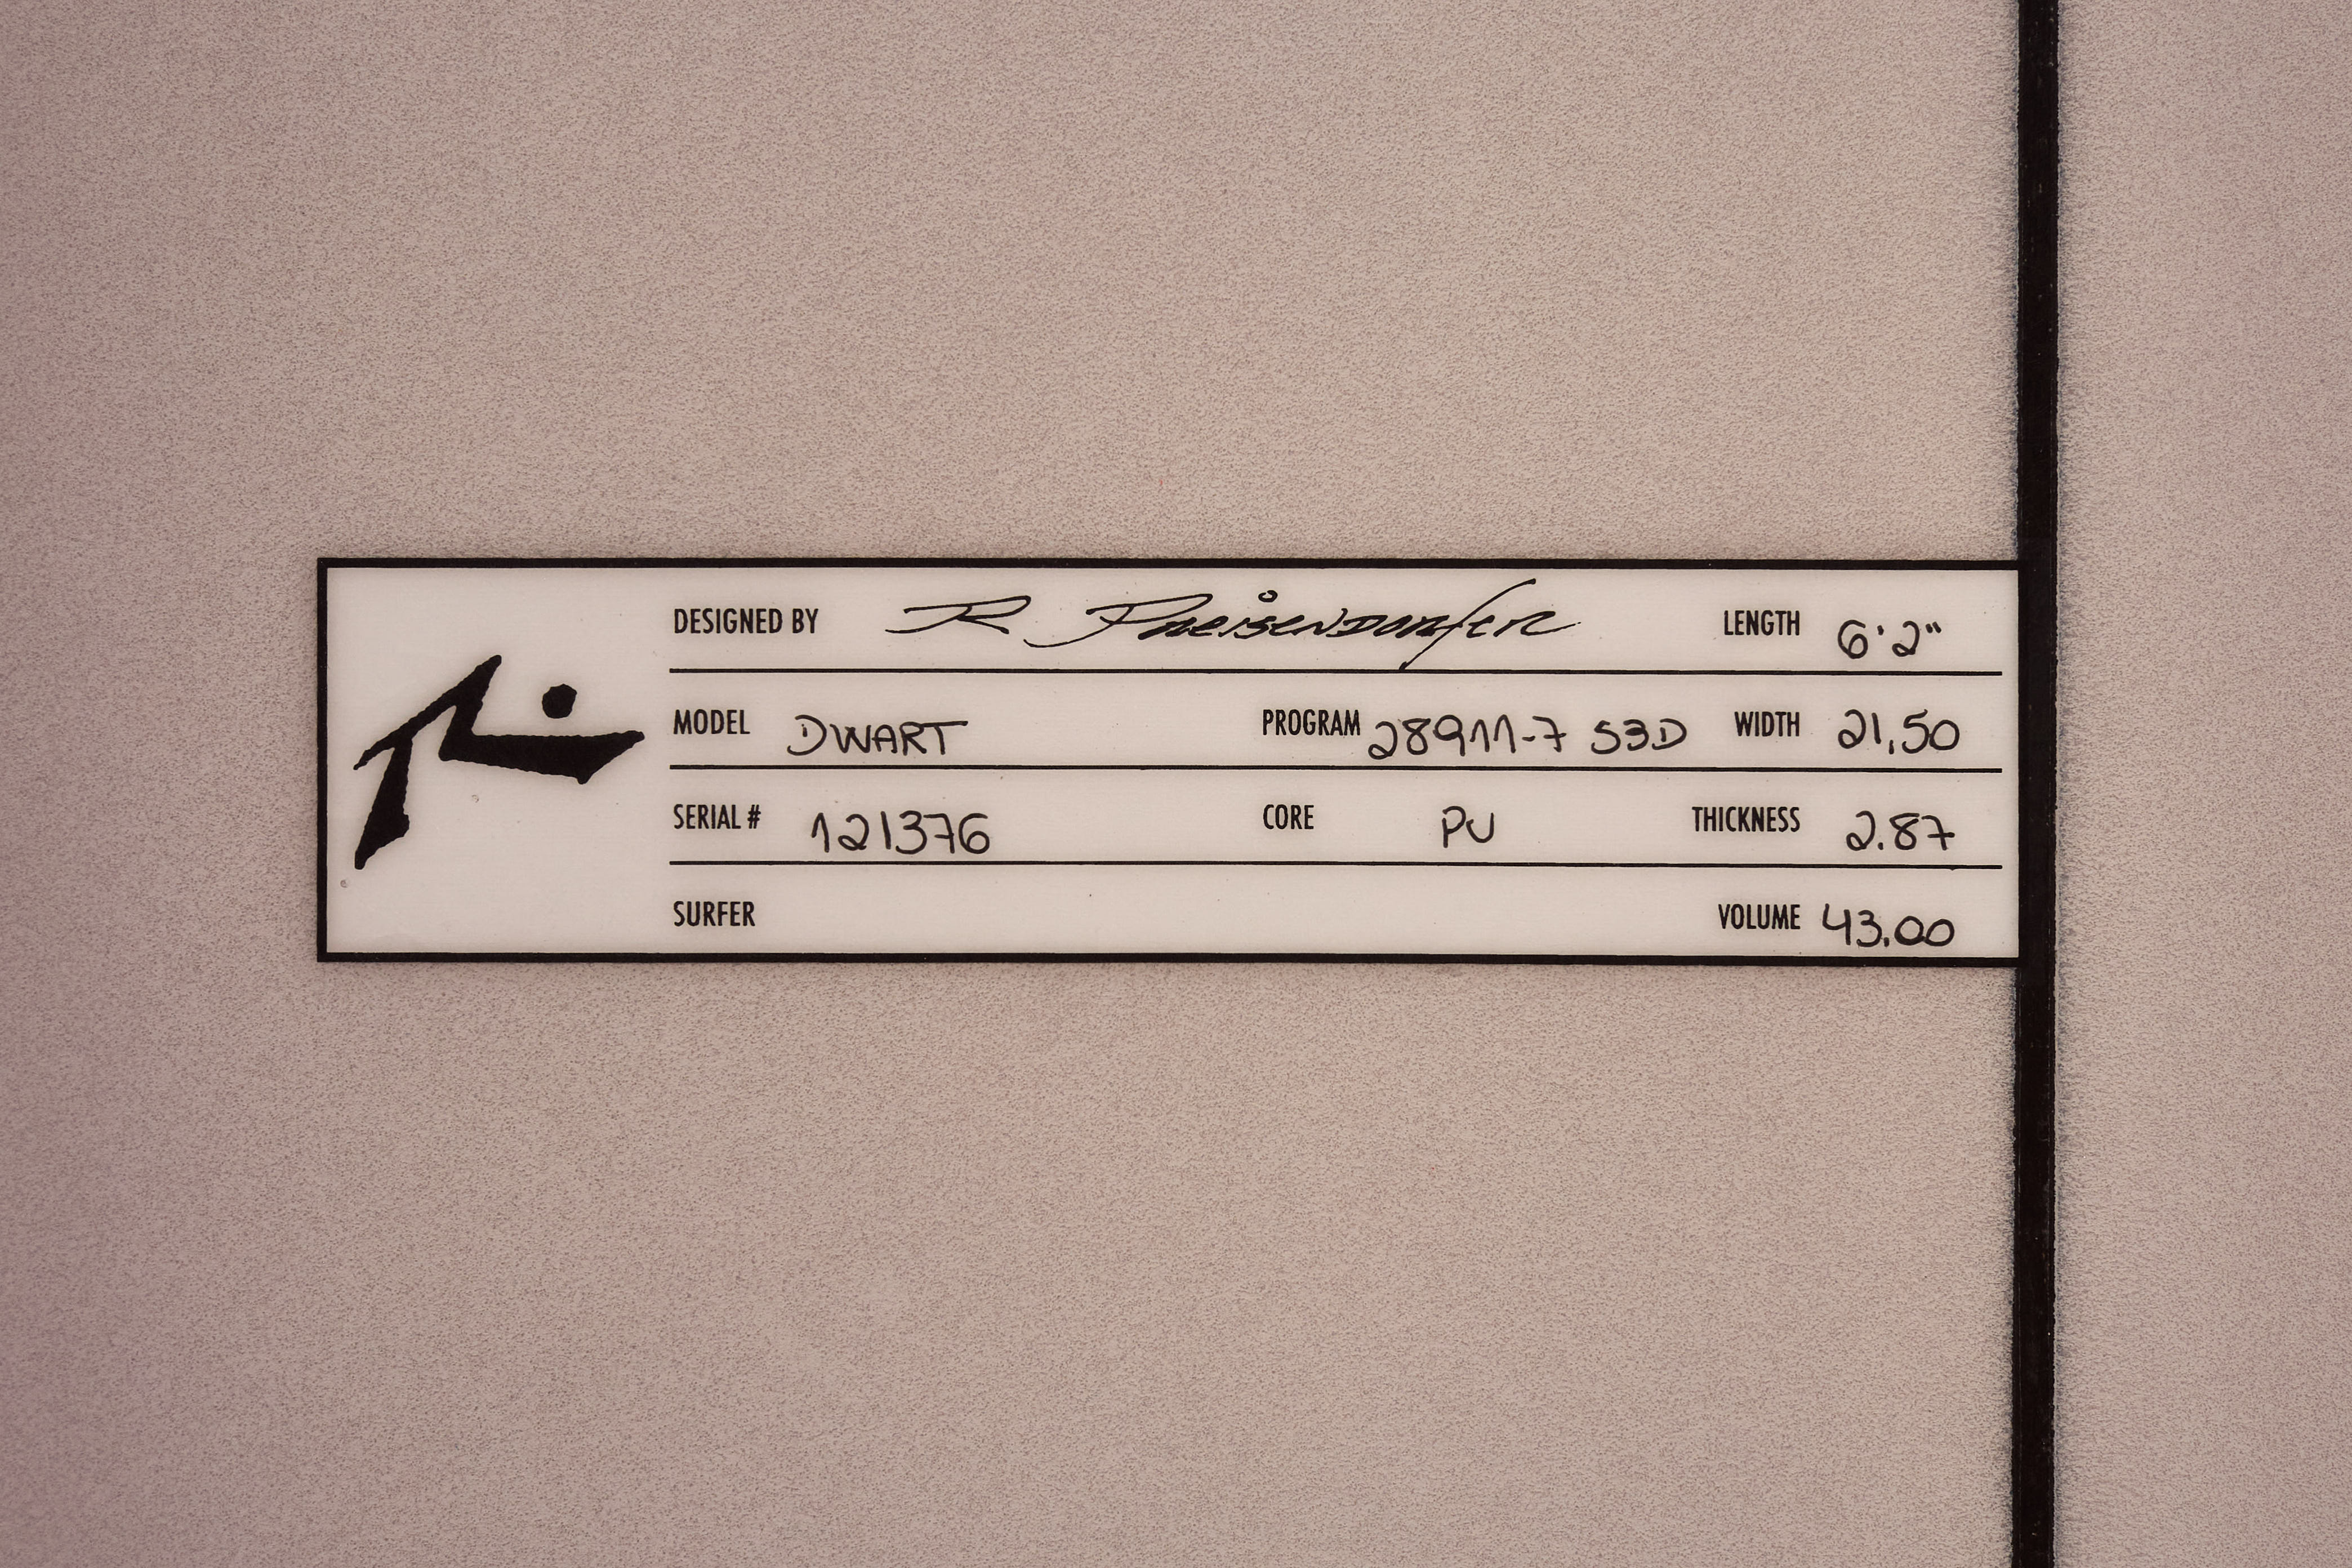 DESIGNED BY R. Preisendorfer LENGTH 6'2"
MODEL DWART PROGRAM 28911-7 S3D WIDTH 21,50
SERIAL # 121376 CORE PU THICKNESS 2.87
SURFER VOLUME 43,00